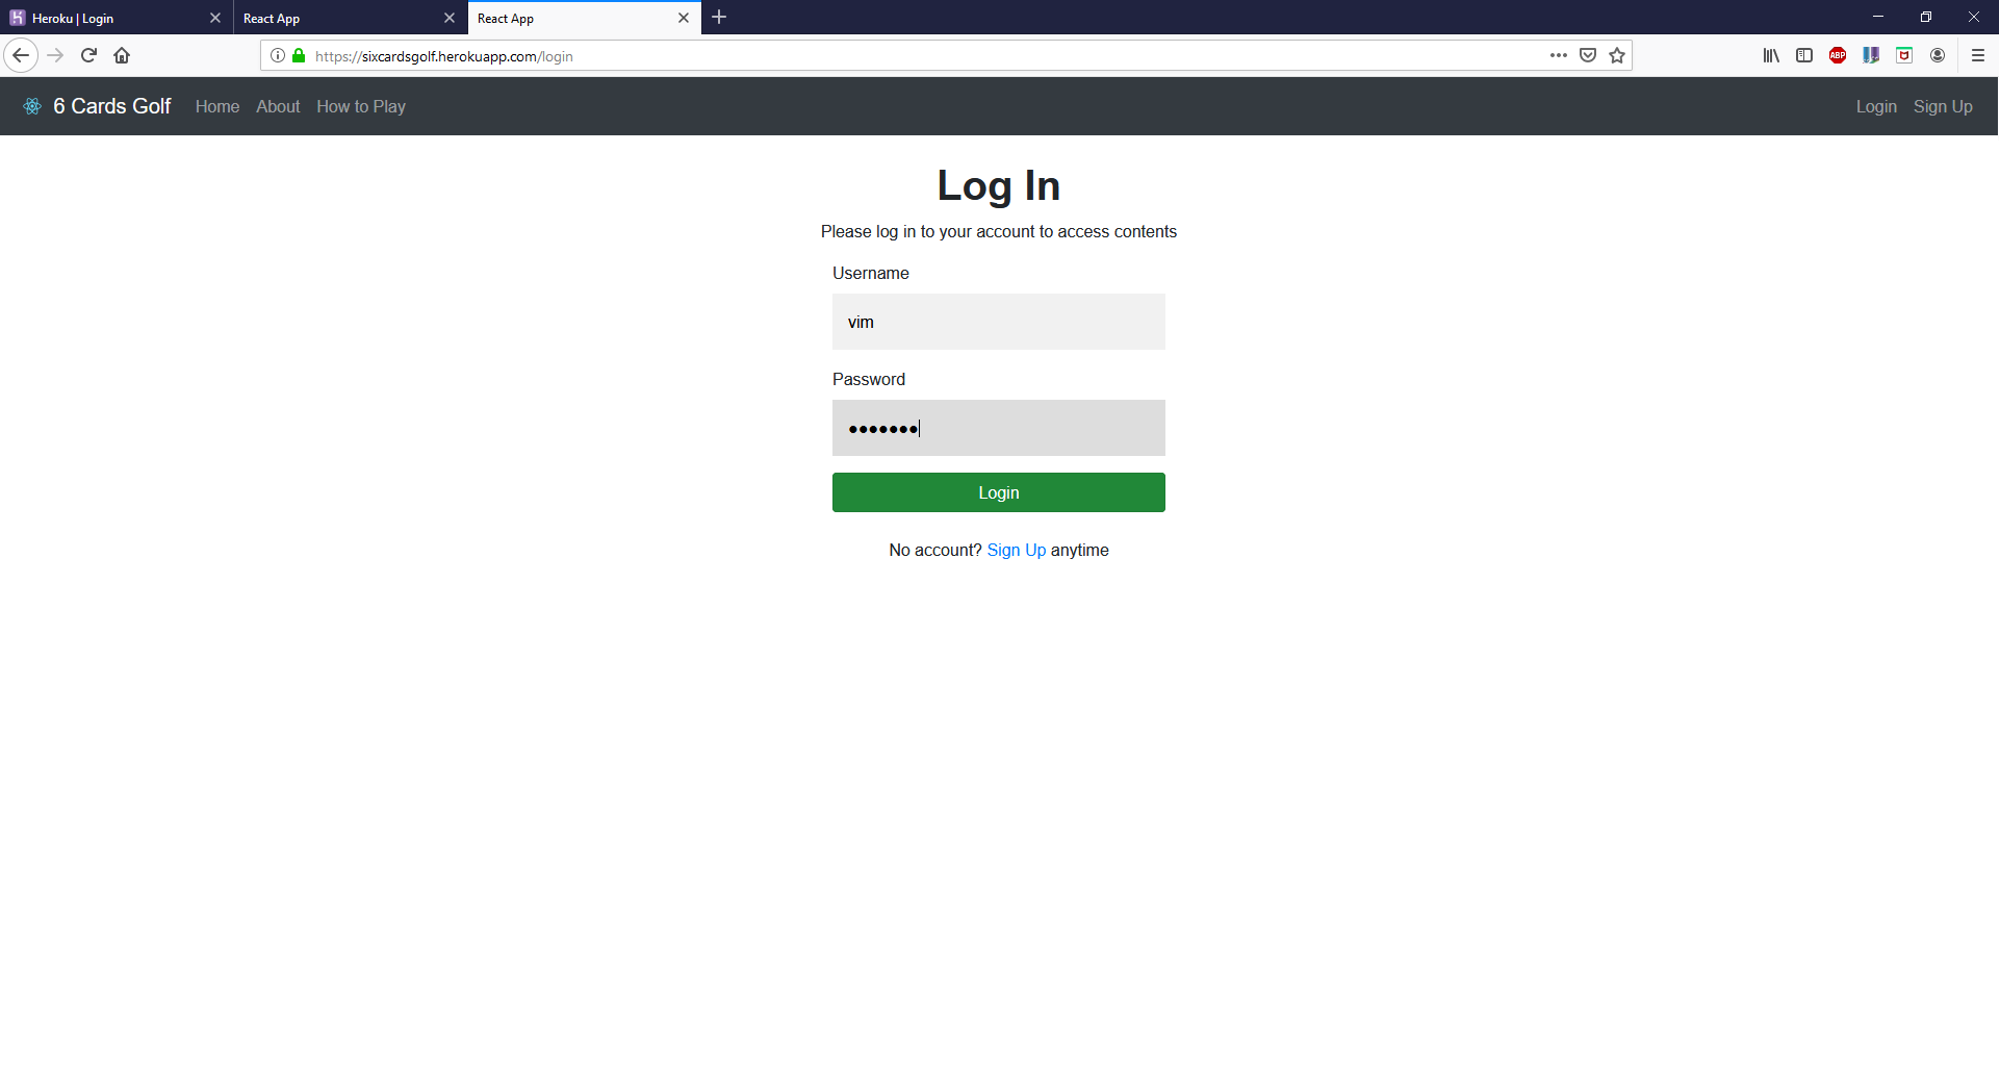 Heroku | Login
React App
React App
https://sixcardsgolf.herokuapp.com/login
ABP
6 Cards Golf Home About How to Play Login Sign Up
Log In
Please log in to your account to access contents
Username
vim
Password
•••••••
Login
No account? Sign Up anytime